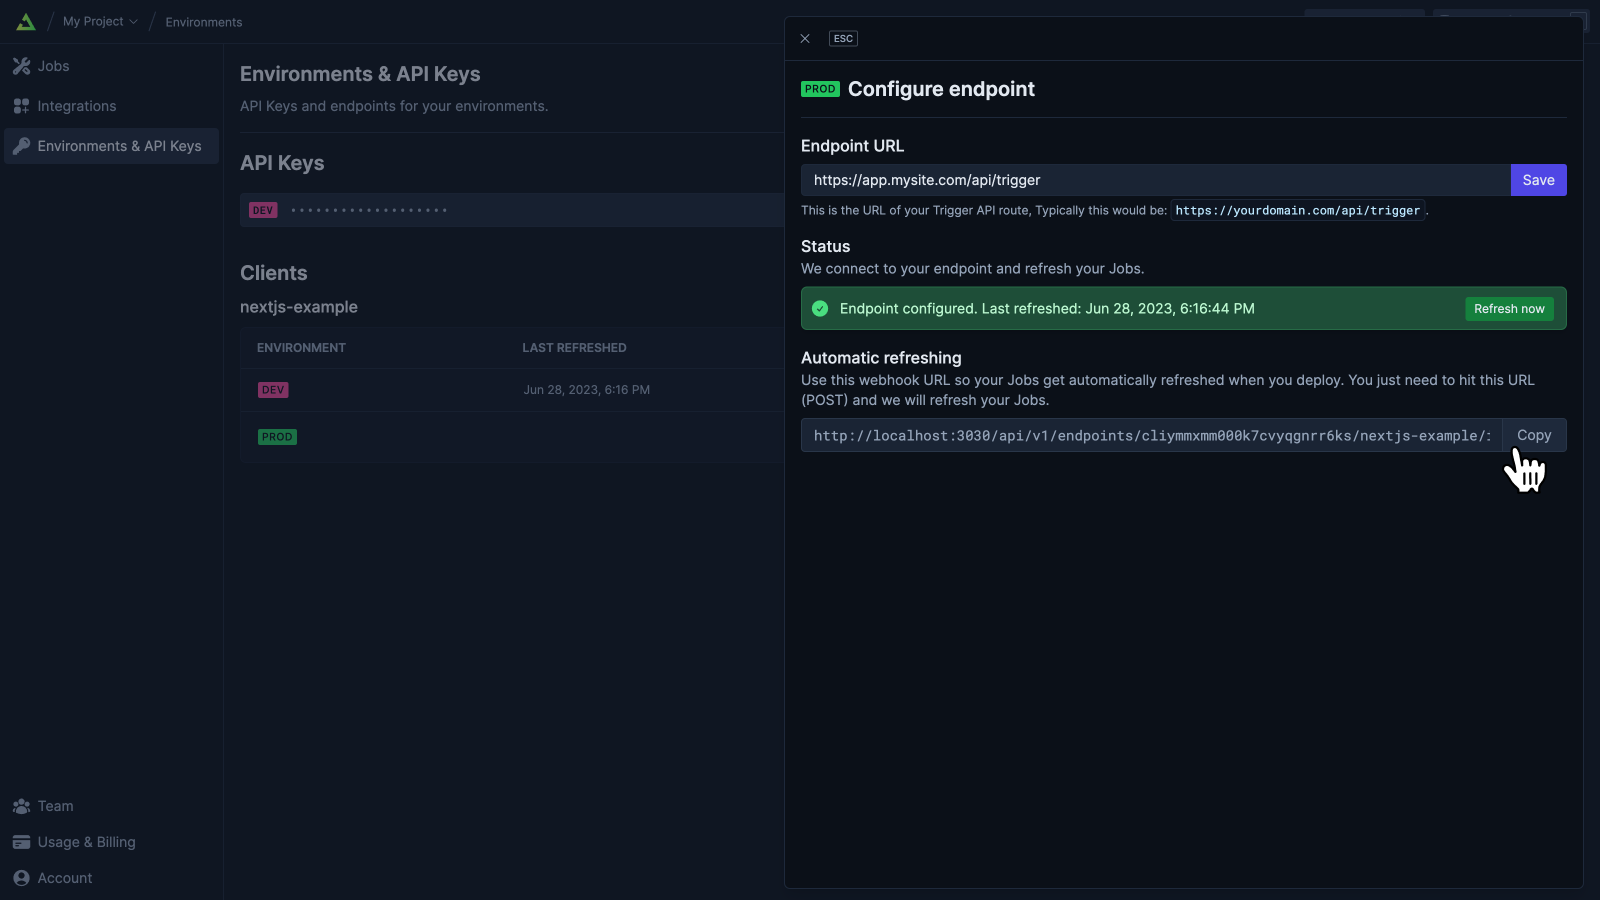 My Project
Environments
Jobs
Integrations
Environments & API Keys
Team
Usage & Billing
Account
Environments & API Keys
API Keys and endpoints for your environments.
API Keys
DEV ••••••••••••••••••••
Clients
nextjs-example
ENVIRONMENT LAST REFRESHED
DEV Jun 28, 2023, 6:16 PM
PROD
ESC
PROD Configure endpoint
Endpoint URL
https://app.mysite.com/api/trigger Save
This is the URL of your Trigger API route, Typically this would be: https://yourdomain.com/api/trigger.
Status
We connect to your endpoint and refresh your Jobs.
Endpoint configured. Last refreshed: Jun 28, 2023, 6:16:44 PM Refresh now
Automatic refreshing
Use this webhook URL so your Jobs get automatically refreshed when you deploy. You just need to hit this URL
(POST) and we will refresh your Jobs.
http://localhost:3030/api/v1/endpoints/cliymmxmm000k7cvyqgnrr6ks/nextjs-example/ Copy